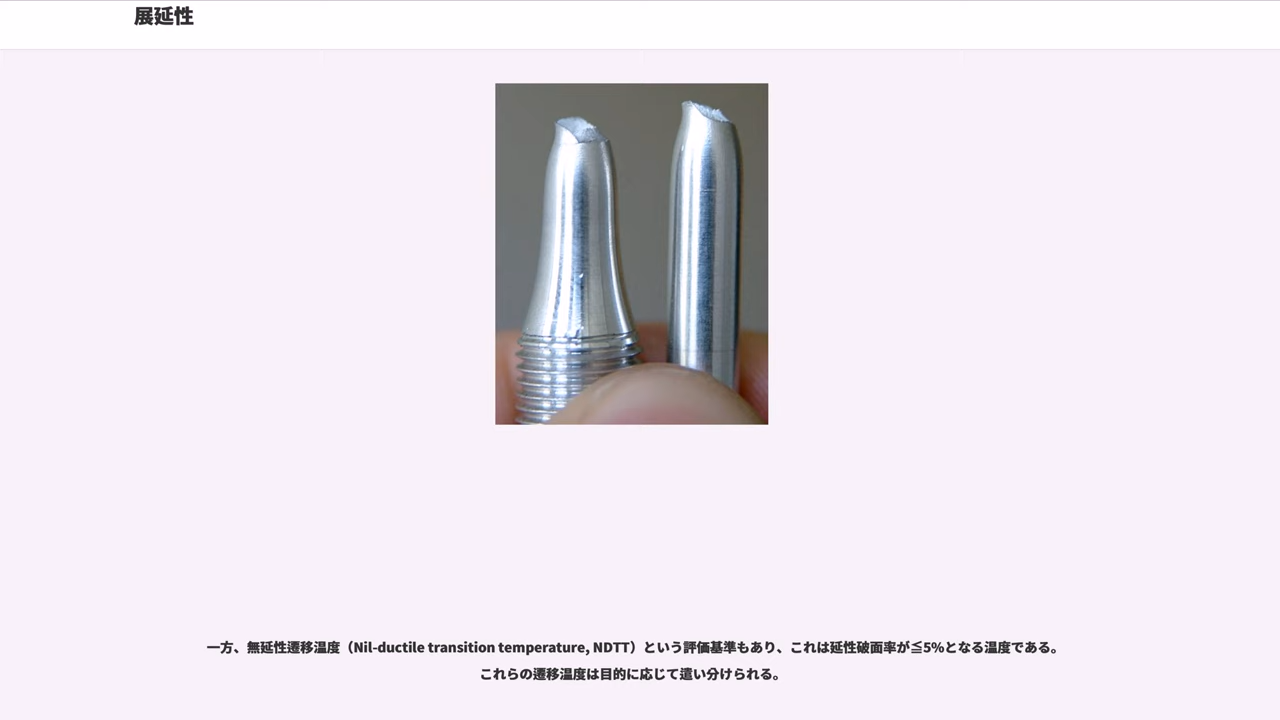 展延性
一方、無延性遷移温度（Nil-ductile transition temperature, NDTT）という評価基準もあり、これは延性破面率が≦5%となる温度である。
これらの遷移温度は目的に応じて遣い分けられる。